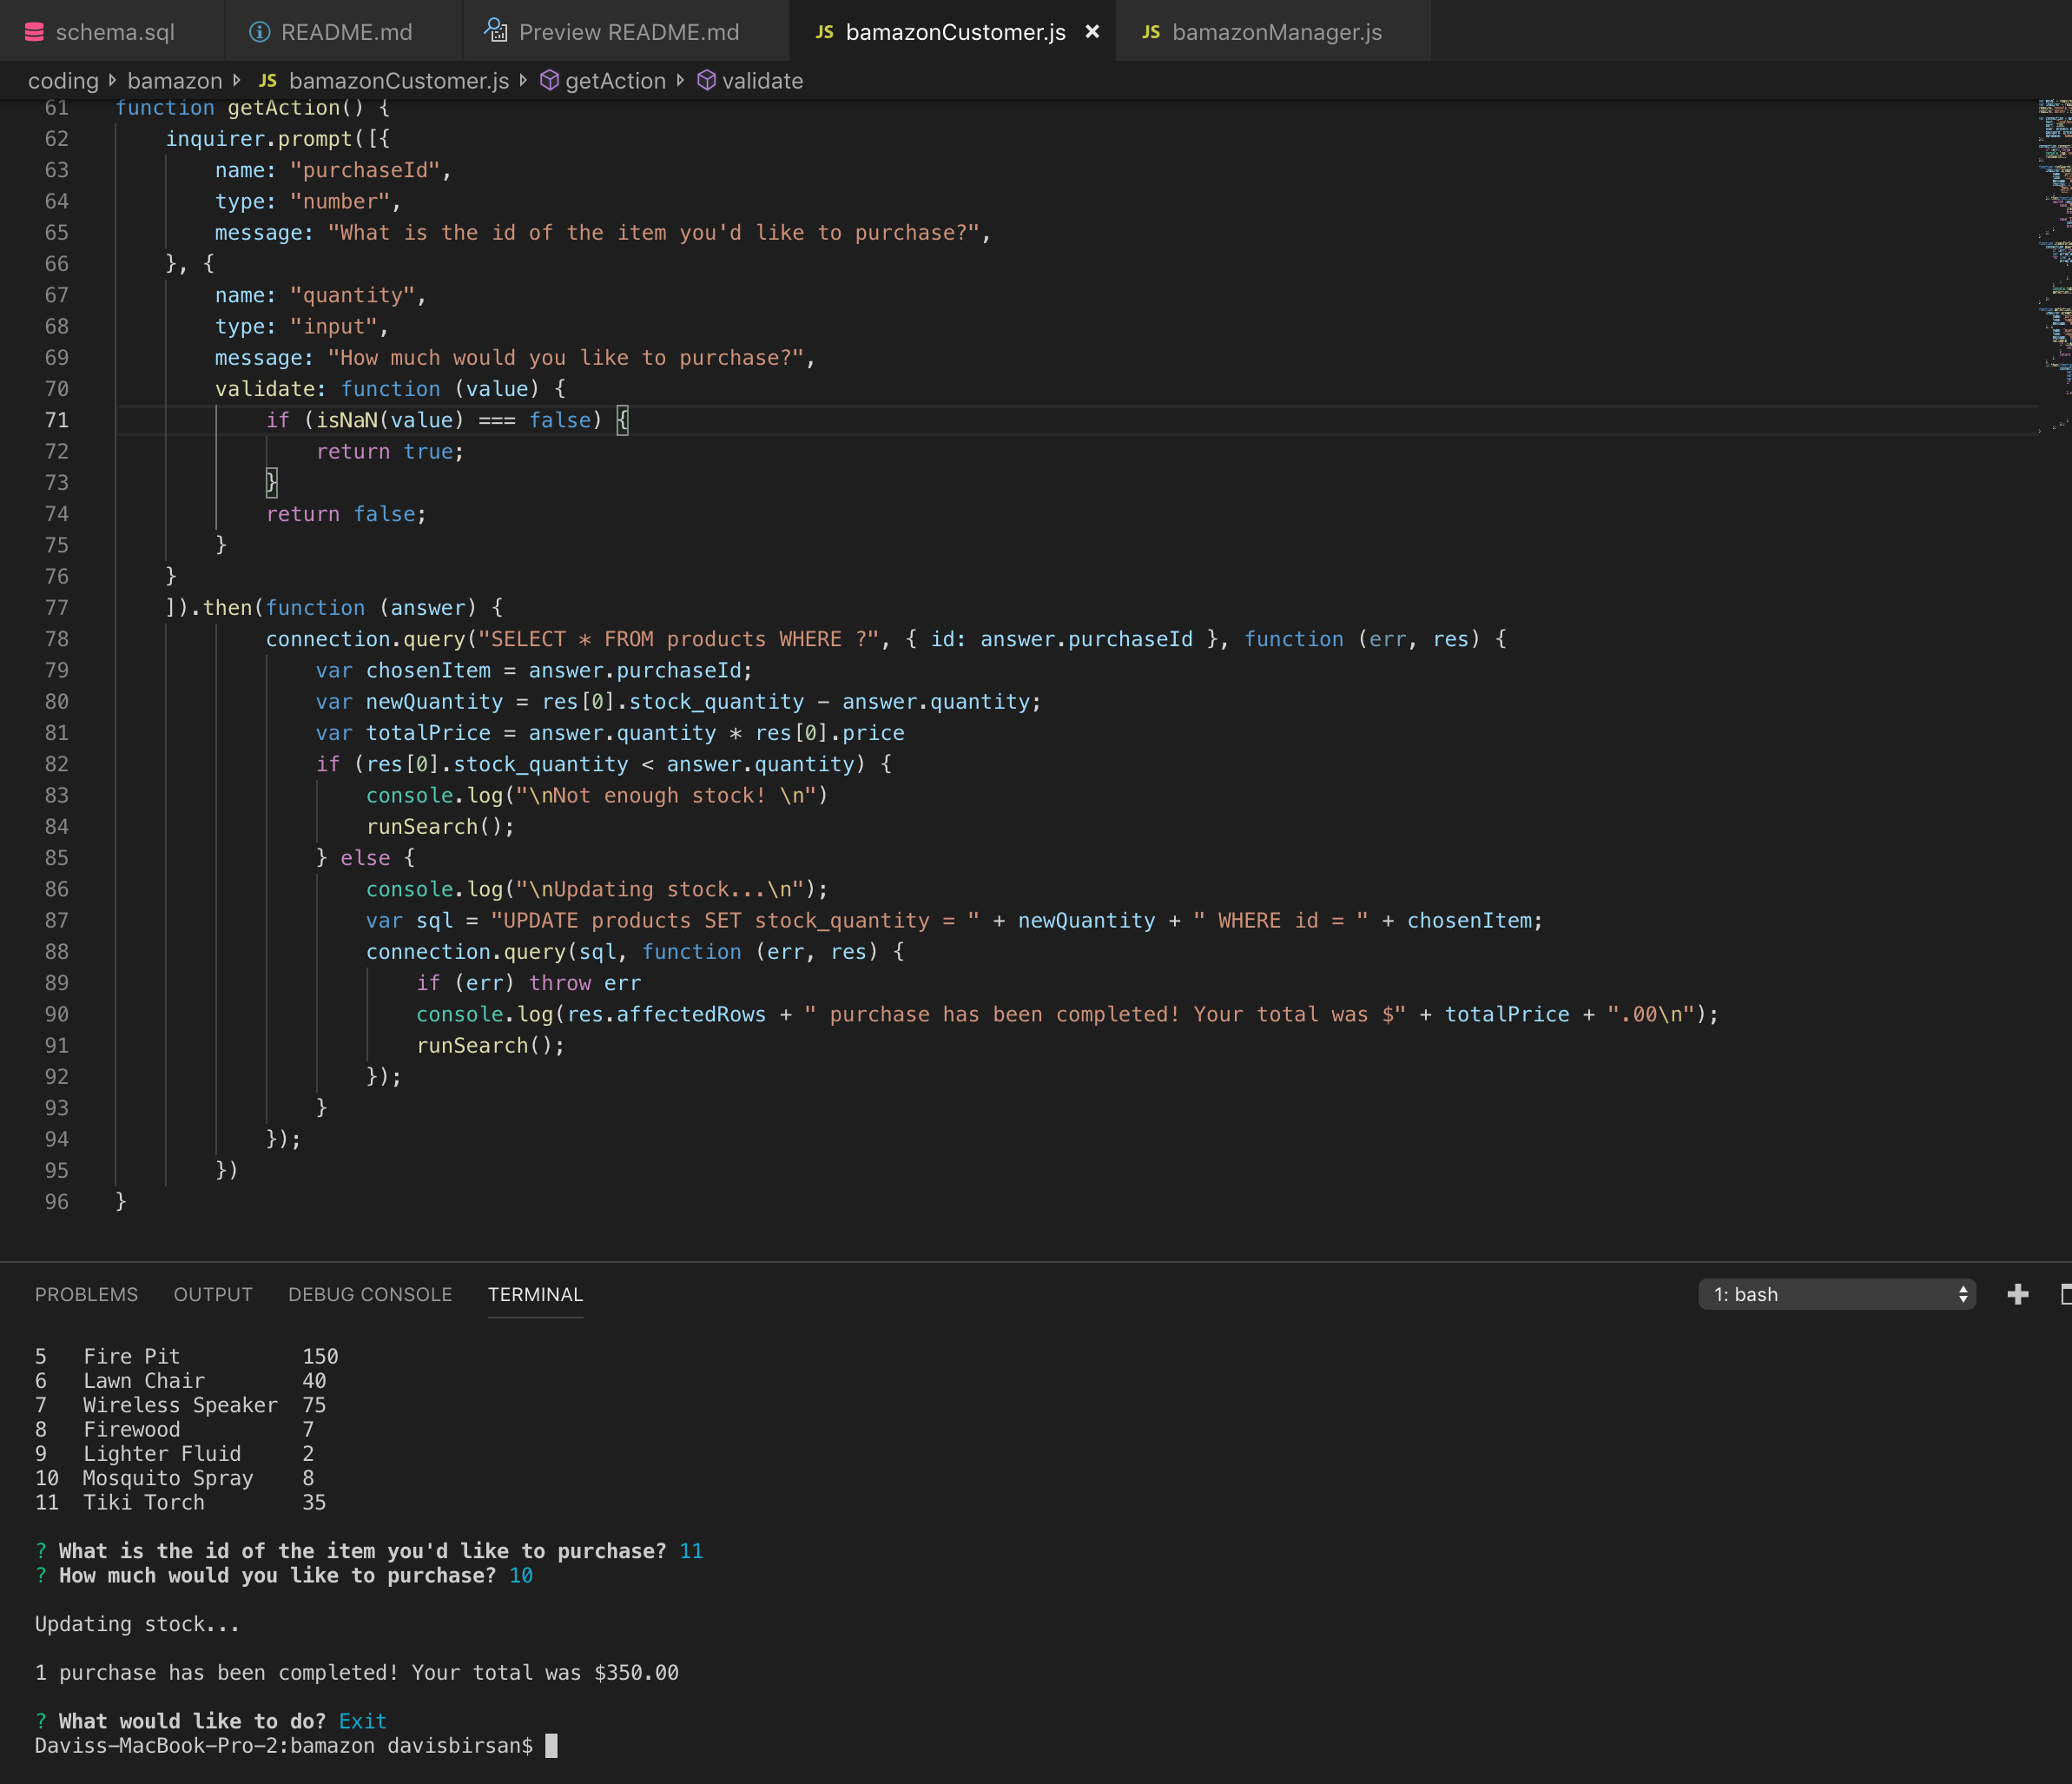 schema.sql README.md Preview README.md JS bamazonCustomer.js × JS bamazonManager.js
coding bamazon JS bamazonCustomer.js getAction validate
61 function getAction() {
62 inquirer.prompt([{
63 name: "purchaseId",
64 type: "number",
65 message: "What is the id of the item you'd like to purchase?",
66 }, {
67 name: "quantity",
68 type: "input",
69 message: "How much would you like to purchase?",
70 validate: function (value) {
71 if (isNaN(value) === false) {
72 return true;
73 }
74 return false;
75 }
76 }
77 ]).then(function (answer) {
78 connection.query("SELECT * FROM products WHERE ?", { id: answer.purchaseId }, function (err, res) {
79 var chosenItem = answer.purchaseId;
80 var newQuantity = res[0].stock_quantity - answer.quantity;
81 var totalPrice = answer.quantity * res[0].price
82 if (res[0].stock_quantity < answer.quantity) {
83 console.log("\nNot enough stock! \n")
84 runSearch();
85 } else {
86 console.log("\nUpdating stock...\n");
87 var sql = "UPDATE products SET stock_quantity = " + newQuantity + " WHERE id = " + chosenItem;
88 connection.query(sql, function (err, res) {
89 if (err) throw err
90 console.log(res.affectedRows + " purchase has been completed! Your total was $" + totalPrice + ".00\n");
91 runSearch();
92 });
93 }
94 });
95 })
96 }
PROBLEMS OUTPUT DEBUG CONSOLE TERMINAL 1: bash
5 Fire Pit 150
6 Lawn Chair 40
7 Wireless Speaker 75
8 Firewood 7
9 Lighter Fluid 2
10 Mosquito Spray 8
11 Tiki Torch 35
? What is the id of the item you'd like to purchase? 11
? How much would you like to purchase? 10
Updating stock...
1 purchase has been completed! Your total was $350.00
? What would like to do? Exit
Daviss-MacBook-Pro-2:bamazon davisbirsan$